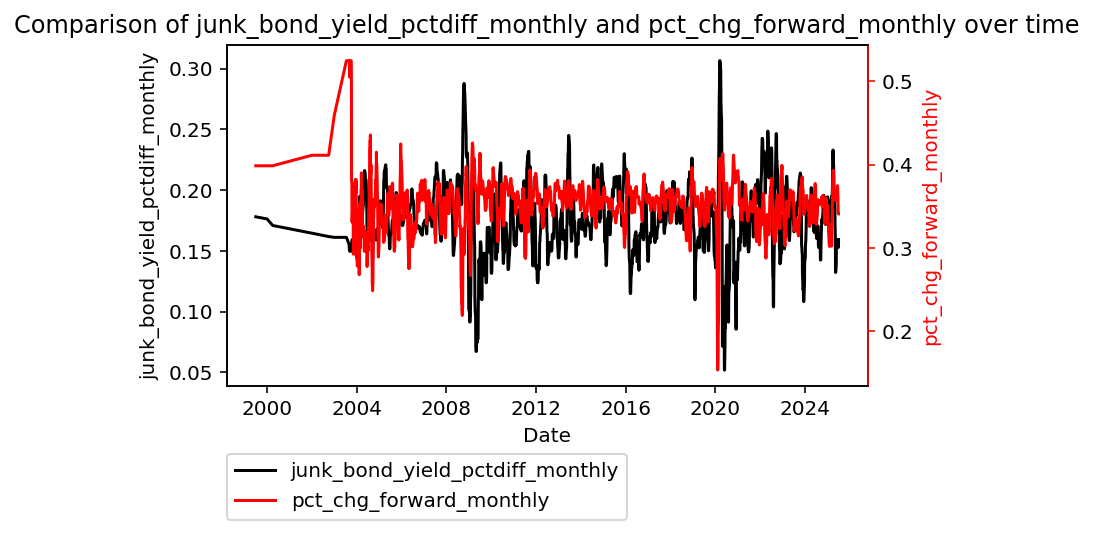 Comparison of junk_bond_yield_pctdiff_monthly and pct_chg_forward_monthly over time
junk_bond_yield_pctdiff_monthly
0.30
0.25
0.20
0.15
0.10
0.05
0.5
0.4
0.3
0.2
pct_chg_forward_monthly
2000 2004 2008 2012 2016 2020 2024
Date
junk_bond_yield_pctdiff_monthly
pct_chg_forward_monthly